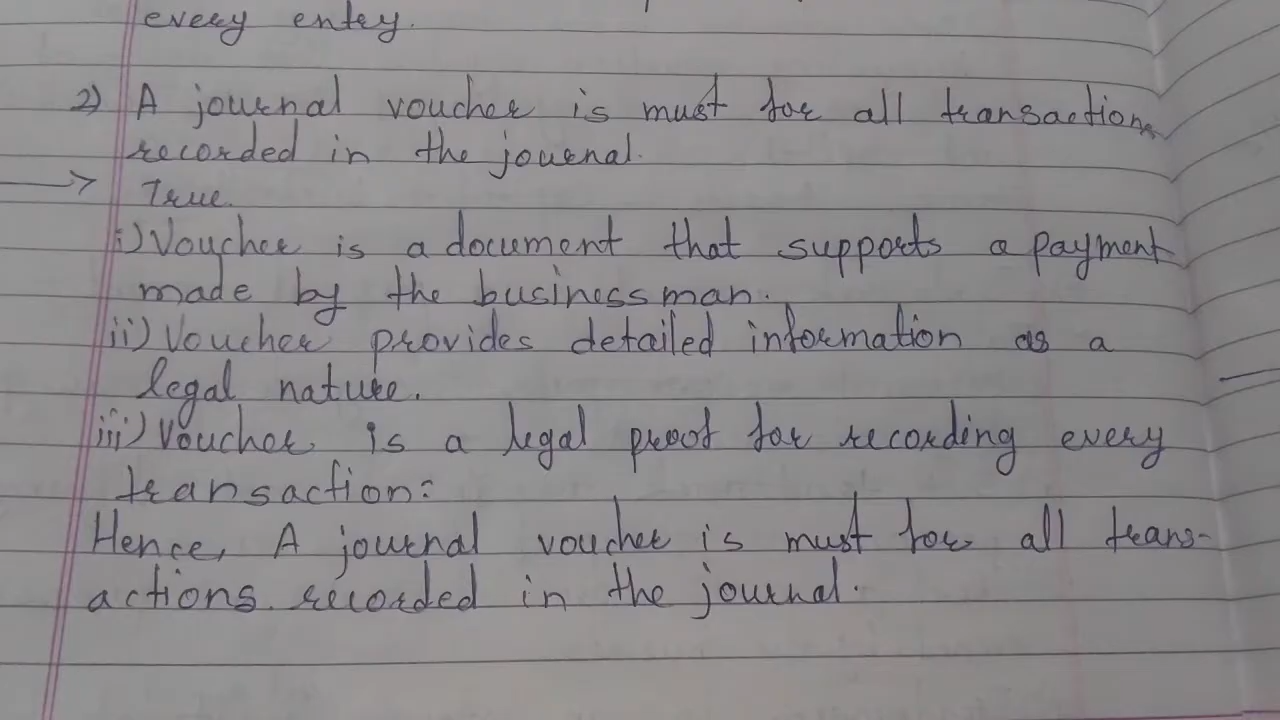 every entry.
2) A journal voucher is must for all transactions
recorded in the journal.
→ True.
i) Voucher is a document that supports a payment
made by the businessman.
ii) Voucher provides detailed information as a
legal nature.
iii) Voucher is a legal proof for recording every
transaction:
Hence, A journal voucher is must for all trans-
actions recorded in the journal.